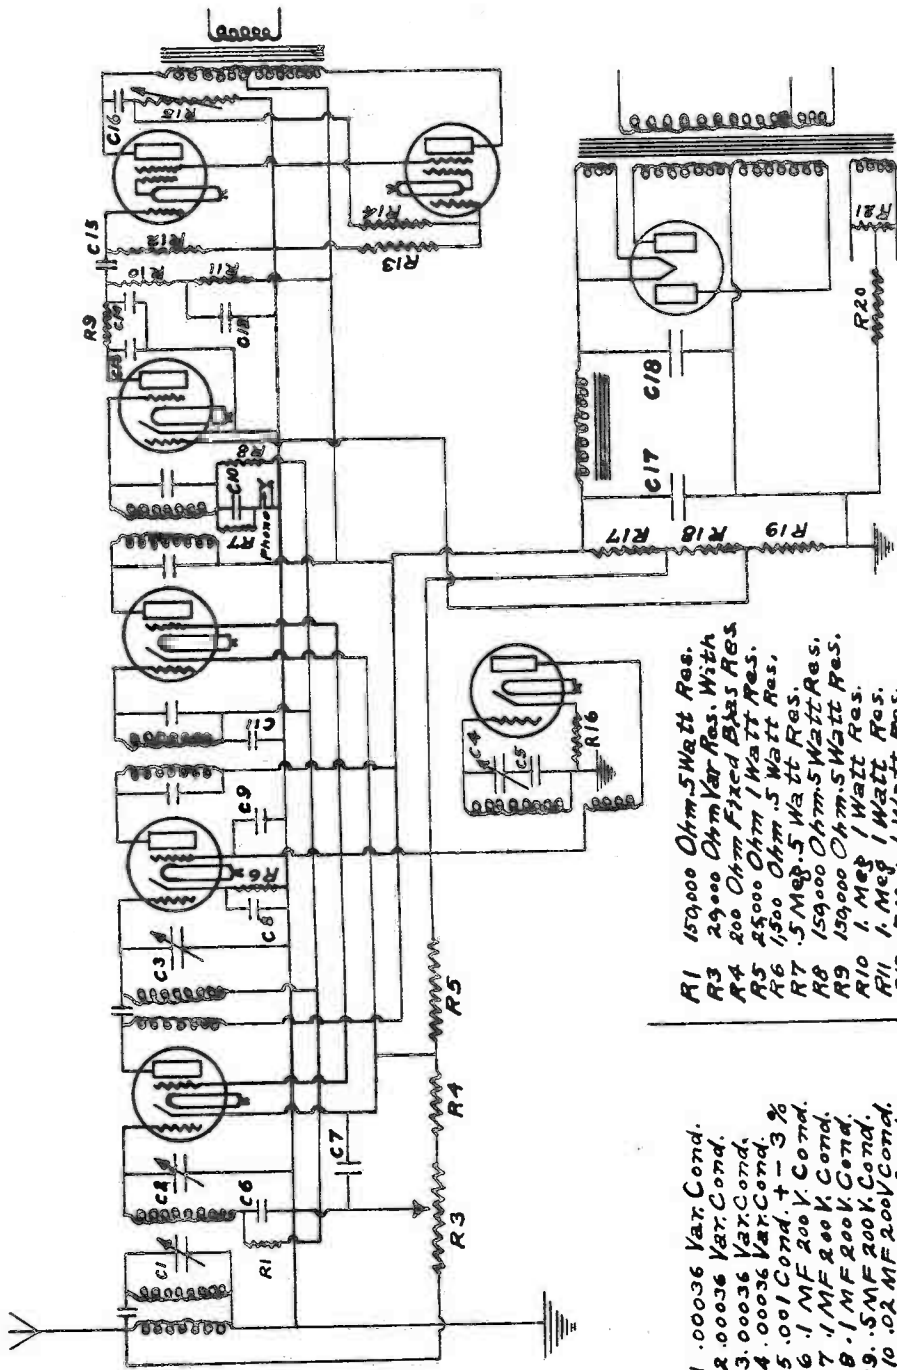 C1
C2
C3
R1
C6
C7
R3
R4
R5
C8
R6
C9
C11
R7
C10
R8
Phono
C13
C14
R9
R10
R11
C12
C15
R12
R13
R14
C16
R15
C4
C5
R16
R17
R18
R19
C17
C18
R20
R21
1 .00036 Var. Cond.
2 .00036 Var. Cond.
3 .00036 Var. Cond.
4 .00036 Var. Cond.
5 .001 Cond. + - 3 %
6 .1 MF 200 V. Cond.
7 .1 MF 200 V. Cond.
8 .1 MF 200 V. Cond.
9 .5 MF 200 V. Cond.
10 .02 MF 200 V Cond.
R1 150,000 Ohm .5 Watt Res.
R3 20,000 Ohm Var Res. With
R4 200 Ohm Fixed Bias Res
R5 25,000 Ohm 1 Watt Res.
R6 1,500 Ohm .5 Watt Res.
R7 .5 Meg .5 Watt Res.
R8 150,000 Ohm .5 Watt Res.
R9 150,000 Ohm .5 Watt Res.
R10 1. Meg 1 Watt Res.
R11 1. Meg 1 Watt Res.